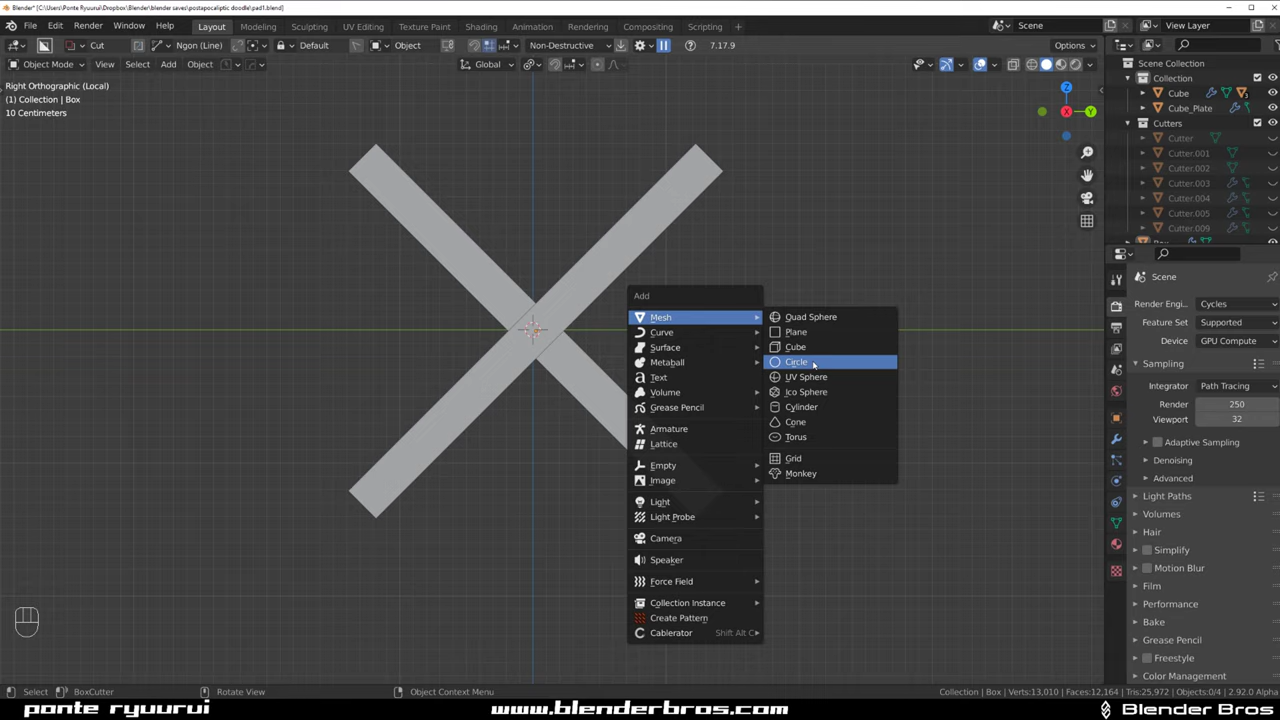 Blender* [C:\Users\Ponte Ryuurui\Dropbox\Blender\blender saves\postapocaliptic doodle\pad1.blend]
File Edit Render Window Help Layout Modeling Sculpting UV Editing Texture Paint Shading Animation Rendering Compositing Scripting Scene View Layer
Cut Ngon (Line) Default Object Non-Destructive 7.17.9 Options
Object Mode View Select Add Object Global
Right Orthographic (Local)
(1) Collection | Box
10 Centimeters
Z
X
Y
Add
Mesh
Curve
Surface
Metaball
Text
Volume
Grease Pencil
Armature
Lattice
Empty
Image
Light
Light Probe
Camera
Speaker
Force Field
Collection Instance
Create Pattern
Cablerator Shift Alt C
Quad Sphere
Plane
Cube
Circle
UV Sphere
Ico Sphere
Cylinder
Cone
Torus
Grid
Monkey
Scene Collection
Collection
Cube 3
Cube_Plate
Cutters
Cutter
Cutter.001
Cutter.002
Cutter.003
Cutter.004
Cutter.005
Cutter.009
Scene
Render Engi.. Cycles
Feature Set Supported
Device GPU Compute
Sampling
Integrator Path Tracing
Render 250
Viewport 32
Adaptive Sampling
Denoising
Advanced
Light Paths
Volumes
Hair
Simplify
Motion Blur
Film
Performance
Bake
Grease Pencil
Freestyle
Color Management
Select BoxCutter Rotate View Object Context Menu Collection | Box | Verts:13,010 | Faces:12,164 | Tris:25,972 | Objects:0/4 | 2.92.0 Alpha
ponte ryuurui www.blenderbros.com Blender Bros